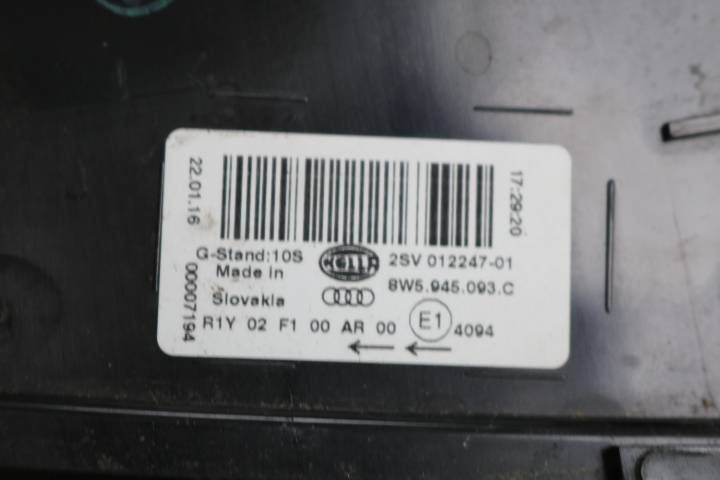 22.01.16
17:29:20
00007194
G-Stand:10S
HELLA
2SV 012247-01
Made in
8W5.945.093.C
Slovakia
R1Y 02 F1 00 AR 00
E1
4094